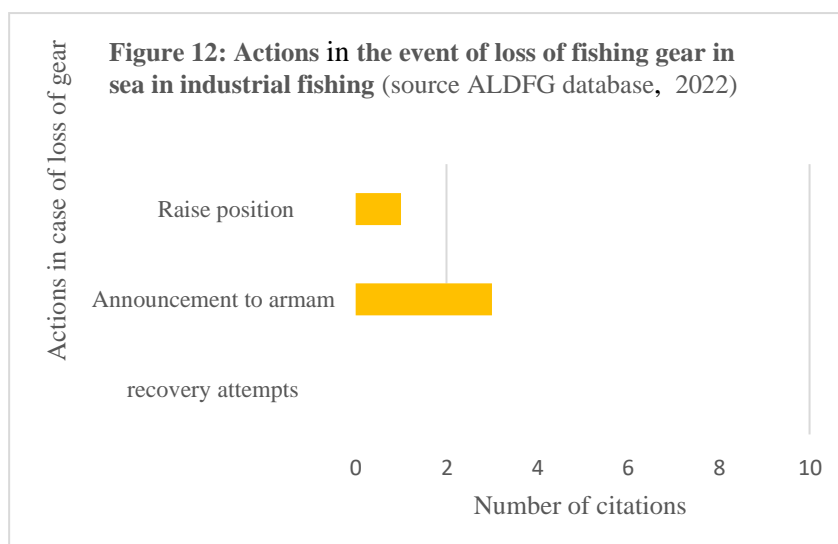 Figure 12: Actions in the event of loss of fishing gear in
sea in industrial fishing (source ALDFG database, 2022)
Actions in case of loss of gear
Raise position
Announcement to armam
recovery attempts
0 2 4 6 8 10
Number of citations